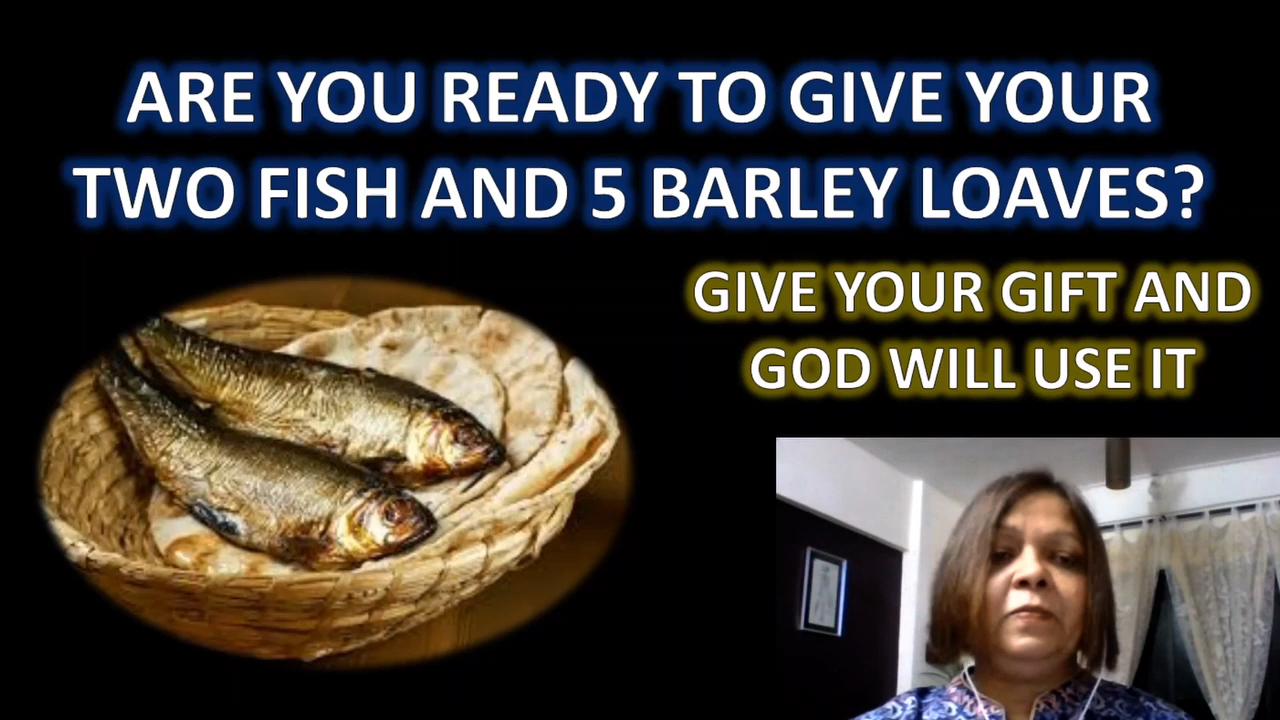 ARE YOU READY TO GIVE YOUR
TWO FISH AND 5 BARLEY LOAVES?
GIVE YOUR GIFT AND
GOD WILL USE IT